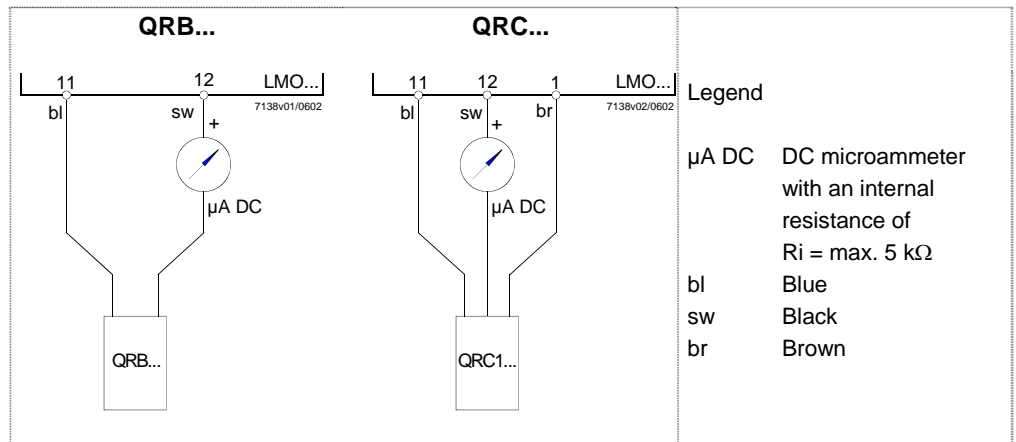 QRB...
11 12 LMO...
bl sw 7138v01/0602
+
µA DC
QRB...
QRC...
11 12 1 LMO...
bl sw br 7138v02/0602
+
µA DC
QRC1...
Legend
µA DC DC microammeter
with an internal
resistance of
Ri = max. 5 kΩ
bl Blue
sw Black
br Brown